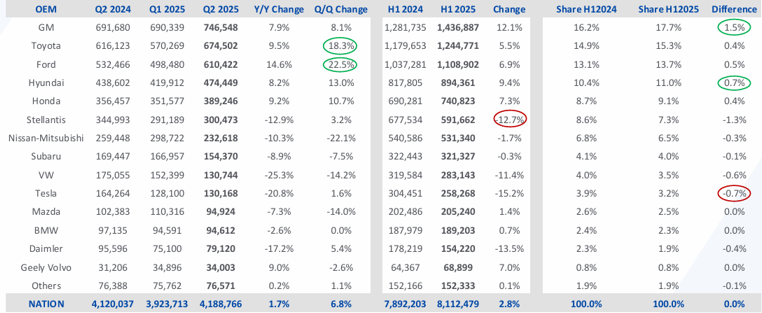 OEM Q2 2024 Q1 2025 Q2 2025 Y/Y Change Q/Q Change H1 2024 H1 2025 Change Share H12024 Share H12025 Difference
GM 691,680 690,339 746,548 7.9% 8.1% 1,281,735 1,436,887 12.1% 16.2% 17.7% 1.5%
Toyota 616,123 570,269 674,502 9.5% 18.3% 1,179,653 1,244,771 5.5% 14.9% 15.3% 0.4%
Ford 532,466 498,480 610,422 14.6% 22.5% 1,037,281 1,108,902 6.9% 13.1% 13.7% 0.5%
Hyundai 438,602 419,912 474,449 8.2% 13.0% 817,805 894,361 9.4% 10.4% 11.0% 0.7%
Honda 356,457 351,577 389,246 9.2% 10.7% 690,281 740,823 7.3% 8.7% 9.1% 0.4%
Stellantis 344,993 291,189 300,473 -12.9% 3.2% 677,534 591,662 -12.7% 8.6% 7.3% -1.3%
Nissan-Mitsubishi 259,448 298,722 232,618 -10.3% -22.1% 540,586 531,340 -1.7% 6.8% 6.5% -0.3%
Subaru 169,447 166,957 154,370 -8.9% -7.5% 322,443 321,327 -0.3% 4.1% 4.0% -0.1%
VW 175,055 152,399 130,744 -25.3% -14.2% 319,584 283,143 -11.4% 4.0% 3.5% -0.6%
Tesla 164,264 128,100 130,168 -20.8% 1.6% 304,451 258,268 -15.2% 3.9% 3.2% -0.7%
Mazda 102,383 110,316 94,924 -7.3% -14.0% 202,486 205,240 1.4% 2.6% 2.5% 0.0%
BMW 97,135 94,591 94,612 -2.6% 0.0% 187,979 189,203 0.7% 2.4% 2.3% 0.0%
Daimler 95,596 75,100 79,120 -17.2% 5.4% 178,219 154,220 -13.5% 2.3% 1.9% -0.4%
Geely Volvo 31,206 34,896 34,003 9.0% -2.6% 64,367 68,899 7.0% 0.8% 0.8% 0.0%
Others 76,388 75,762 76,571 0.2% 1.1% 152,166 152,333 0.1% 1.9% 1.9% -0.1%
NATION 4,120,037 3,923,713 4,188,766 1.7% 6.8% 7,892,203 8,112,479 2.8% 100.0% 100.0% 0.0%